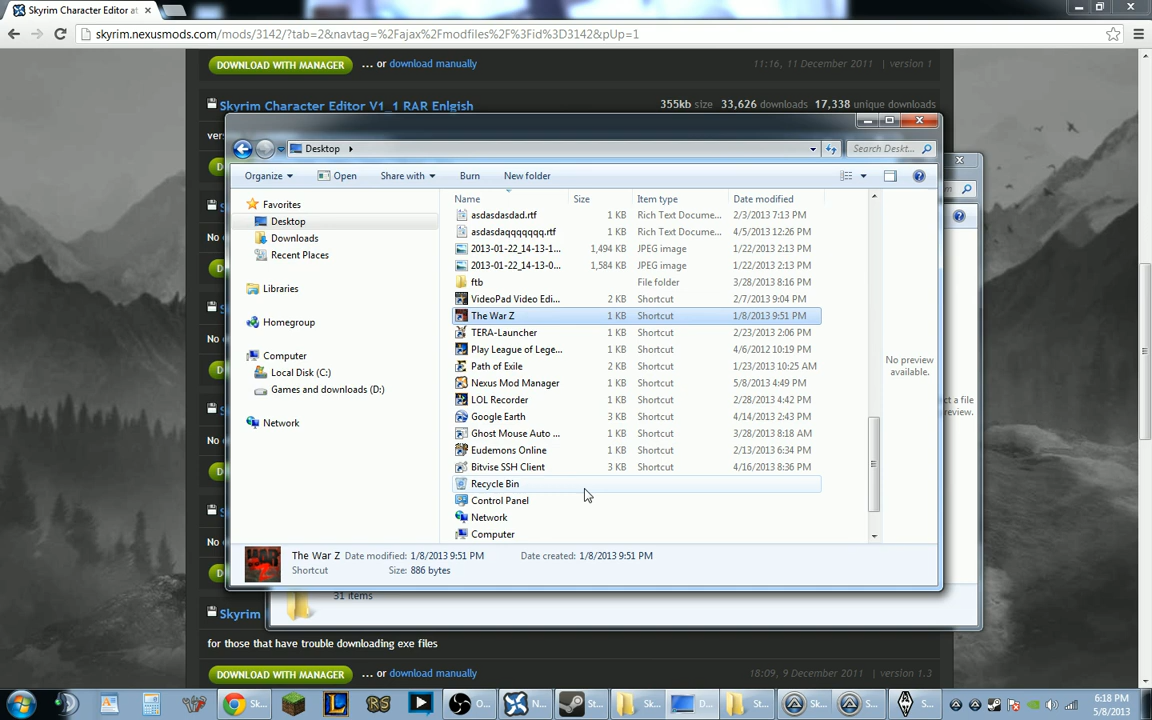 Skyrim Character Editor at
skyrim.nexusmods.com/mods/3142/?tab=2&navtag=%2Fajax%2Fmodfiles%2F%3Fid%3D3142&pUp=1
DOWNLOAD WITH MANAGER ... or download manually 11:16, 11 December 2011 | version 1
Skyrim Character Editor V1_1 RAR Enlgish 355kb size 33,626 downloads 17,338 unique downloads
Desktop Search Deskt...
Organize Open Share with Burn New folder
Name Size Item type Date modified
Favorites
Desktop
Downloads
Recent Places
Libraries
Homegroup
Computer
Local Disk (C:)
Games and downloads (D:)
Network
asdasdasdad.rtf 1 KB Rich Text Docume... 2/3/2013 7:13 PM
asdasdaqqqqqqq.rtf 1 KB Rich Text Docume... 4/5/2013 12:26 PM
2013-01-22_14-13-1... 1,494 KB JPEG image 1/22/2013 2:13 PM
2013-01-22_14-13-0... 1,584 KB JPEG image 1/22/2013 2:13 PM
ftb File folder 3/28/2013 8:16 PM
VideoPad Video Edi... 2 KB Shortcut 2/7/2013 9:04 PM
The War Z 1 KB Shortcut 1/8/2013 9:51 PM
TERA-Launcher 1 KB Shortcut 2/23/2013 2:06 PM
Play League of Lege... 1 KB Shortcut 4/6/2012 10:19 PM
Path of Exile 2 KB Shortcut 1/23/2013 10:25 AM
Nexus Mod Manager 1 KB Shortcut 5/8/2013 4:49 PM
LOL Recorder 1 KB Shortcut 2/28/2013 4:42 PM
Google Earth 3 KB Shortcut 4/14/2013 2:43 PM
Ghost Mouse Auto ... 1 KB Shortcut 3/28/2013 8:18 AM
Eudemons Online 1 KB Shortcut 2/13/2013 6:34 PM
Bitvise SSH Client 3 KB Shortcut 4/16/2013 8:36 PM
Recycle Bin
Control Panel
Network
Computer
No preview
available.
ct a file
review.
The War Z Date modified: 1/8/2013 9:51 PM Date created: 1/8/2013 9:51 PM
Shortcut Size: 886 bytes
31 items
Skyrim
for those that have trouble downloading exe files
DOWNLOAD WITH MANAGER ... or download manually 18:09, 9 December 2011 | version 1.3
Sk... O... N... St... Sk... D... St... Sk... S... S...
6:18 PM
5/8/2013